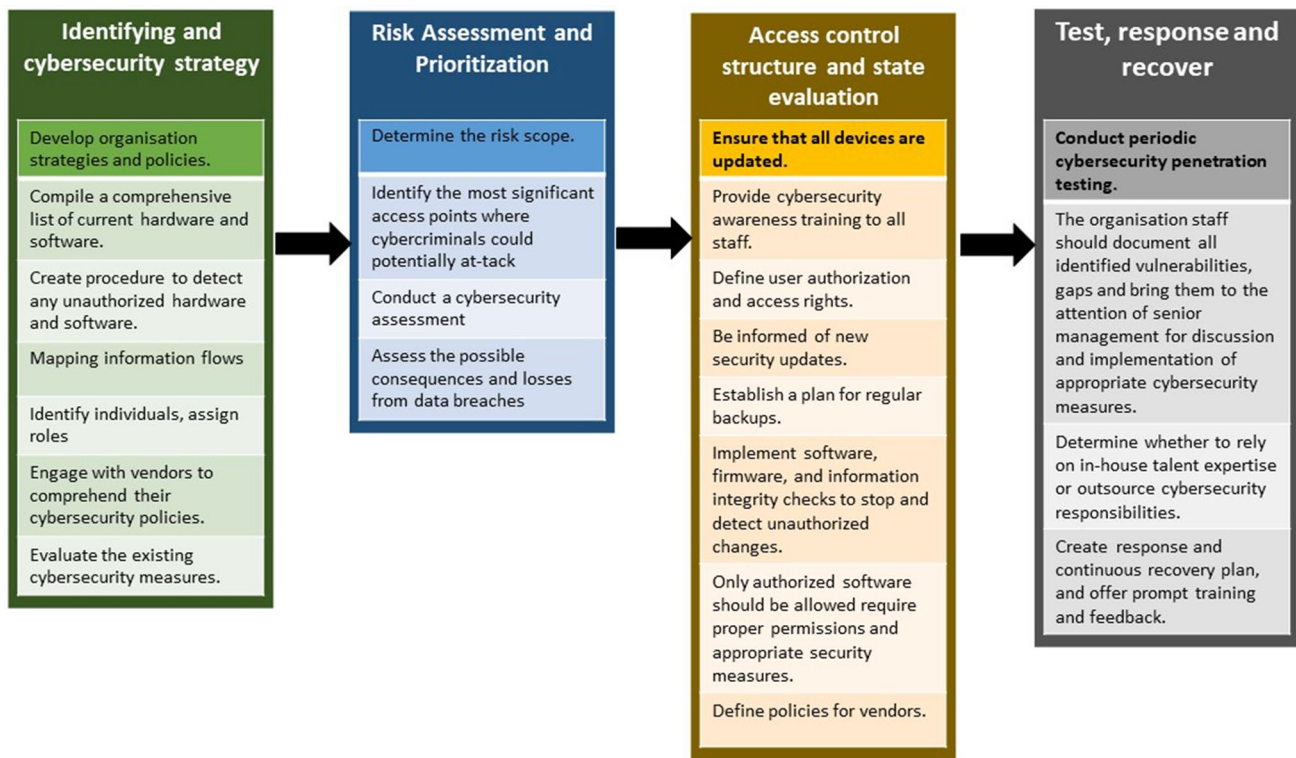 Identifying and
cybersecurity strategy
Develop organisation
strategies and policies.
Compile a comprehensive
list of current hardware and
software.
Create procedure to detect
any unauthorized hardware
and software.
Mapping information flows
Identify individuals, assign
roles
Engage with vendors to
comprehend their
cybersecurity policies.
Evaluate the existing
cybersecurity measures.
Risk Assessment and
Prioritization
Determine the risk scope.
Identify the most significant
access points where
cybercriminals could
potentially at-tack
Conduct a cybersecurity
assessment
Assess the possible
consequences and losses
from data breaches
Access control
structure and state
evaluation
Ensure that all devices are
updated.
Provide cybersecurity
awareness training to all
staff.
Define user authorization
and access rights.
Be informed of new
security updates.
Establish a plan for regular
backups.
Implement software,
firmware, and information
integrity checks to stop and
detect unauthorized
changes.
Only authorized software
should be allowed require
proper permissions and
appropriate security
measures.
Define policies for vendors.
Test, response and
recover
Conduct periodic
cybersecurity penetration
testing.
The organisation staff
should document all
identified vulnerabilities,
gaps and bring them to the
attention of senior
management for discussion
and implementation of
appropriate cybersecurity
measures.
Determine whether to rely
on in-house talent expertise
or outsource cybersecurity
responsibilities.
Create response and
continuous recovery plan,
and offer prompt training
and feedback.